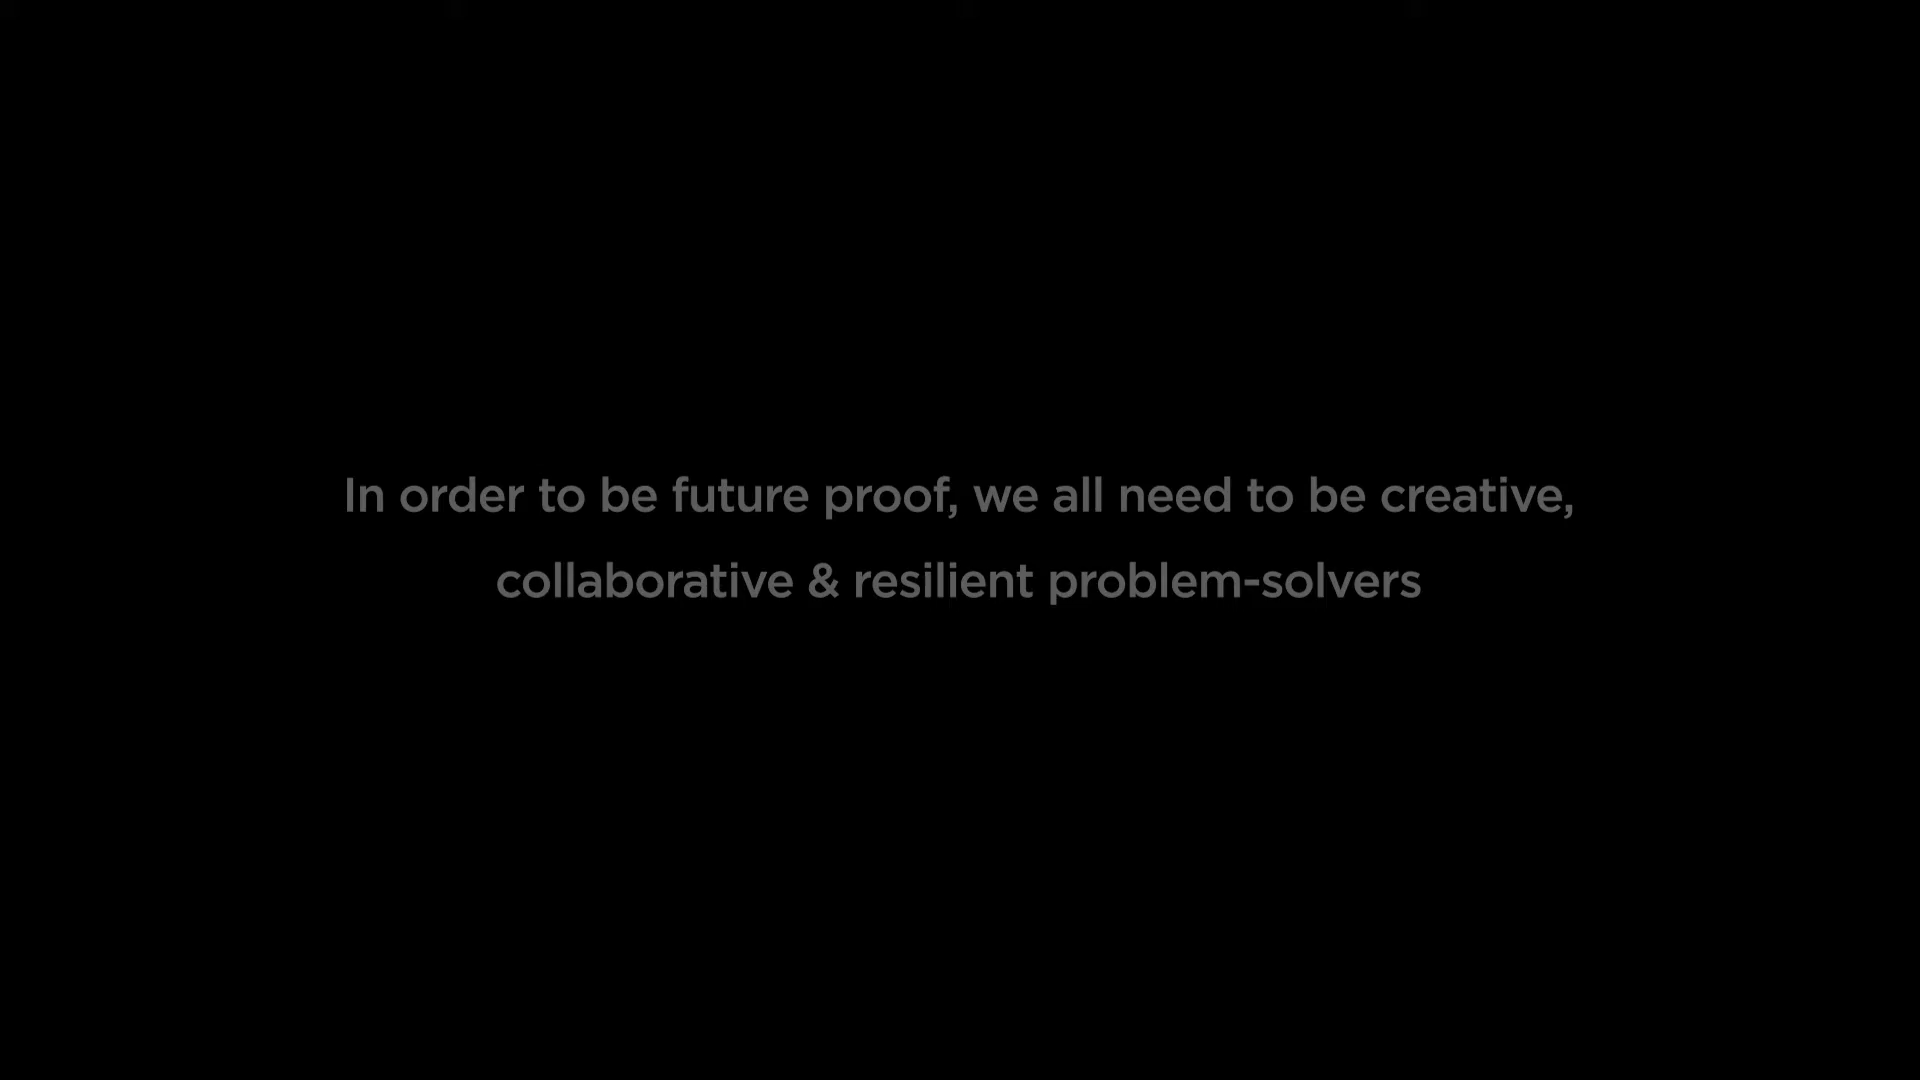 In order to be future proof, we all need to be creative,
collaborative & resilient problem-solvers